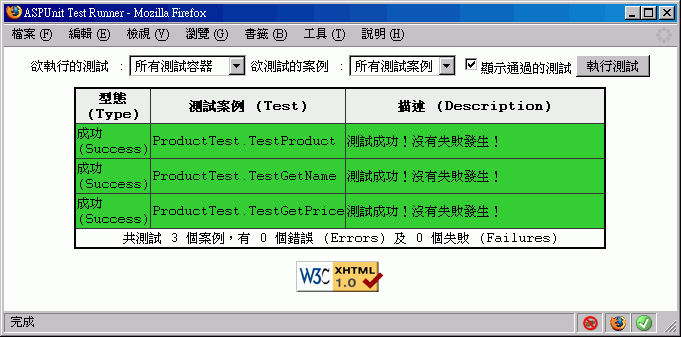 ASPUnit Test Runner - Mozilla Firefox
檔案 (F) 編輯 (E) 檢視 (V) 瀏覽 (G) 書籤 (B) 工具 (T) 說明 (H)
欲執行的測試 : 所有測試容器 欲測試的案例 : 所有測試案例 顯示通過的測試 執行測試
型態
(Type)
測試案例 (Test)
描述 (Description)
成功
(Success)
ProductTest.TestProduct
測試成功!沒有失敗發生!
成功
(Success)
ProductTest.TestGetName
測試成功!沒有失敗發生!
成功
(Success)
ProductTest.TestGetPrice
測試成功!沒有失敗發生!
共測試 3 個案例,有 0 個錯誤 (Errors) 及 0 個失敗 (Failures)
W3C XHTML
1.0
完成